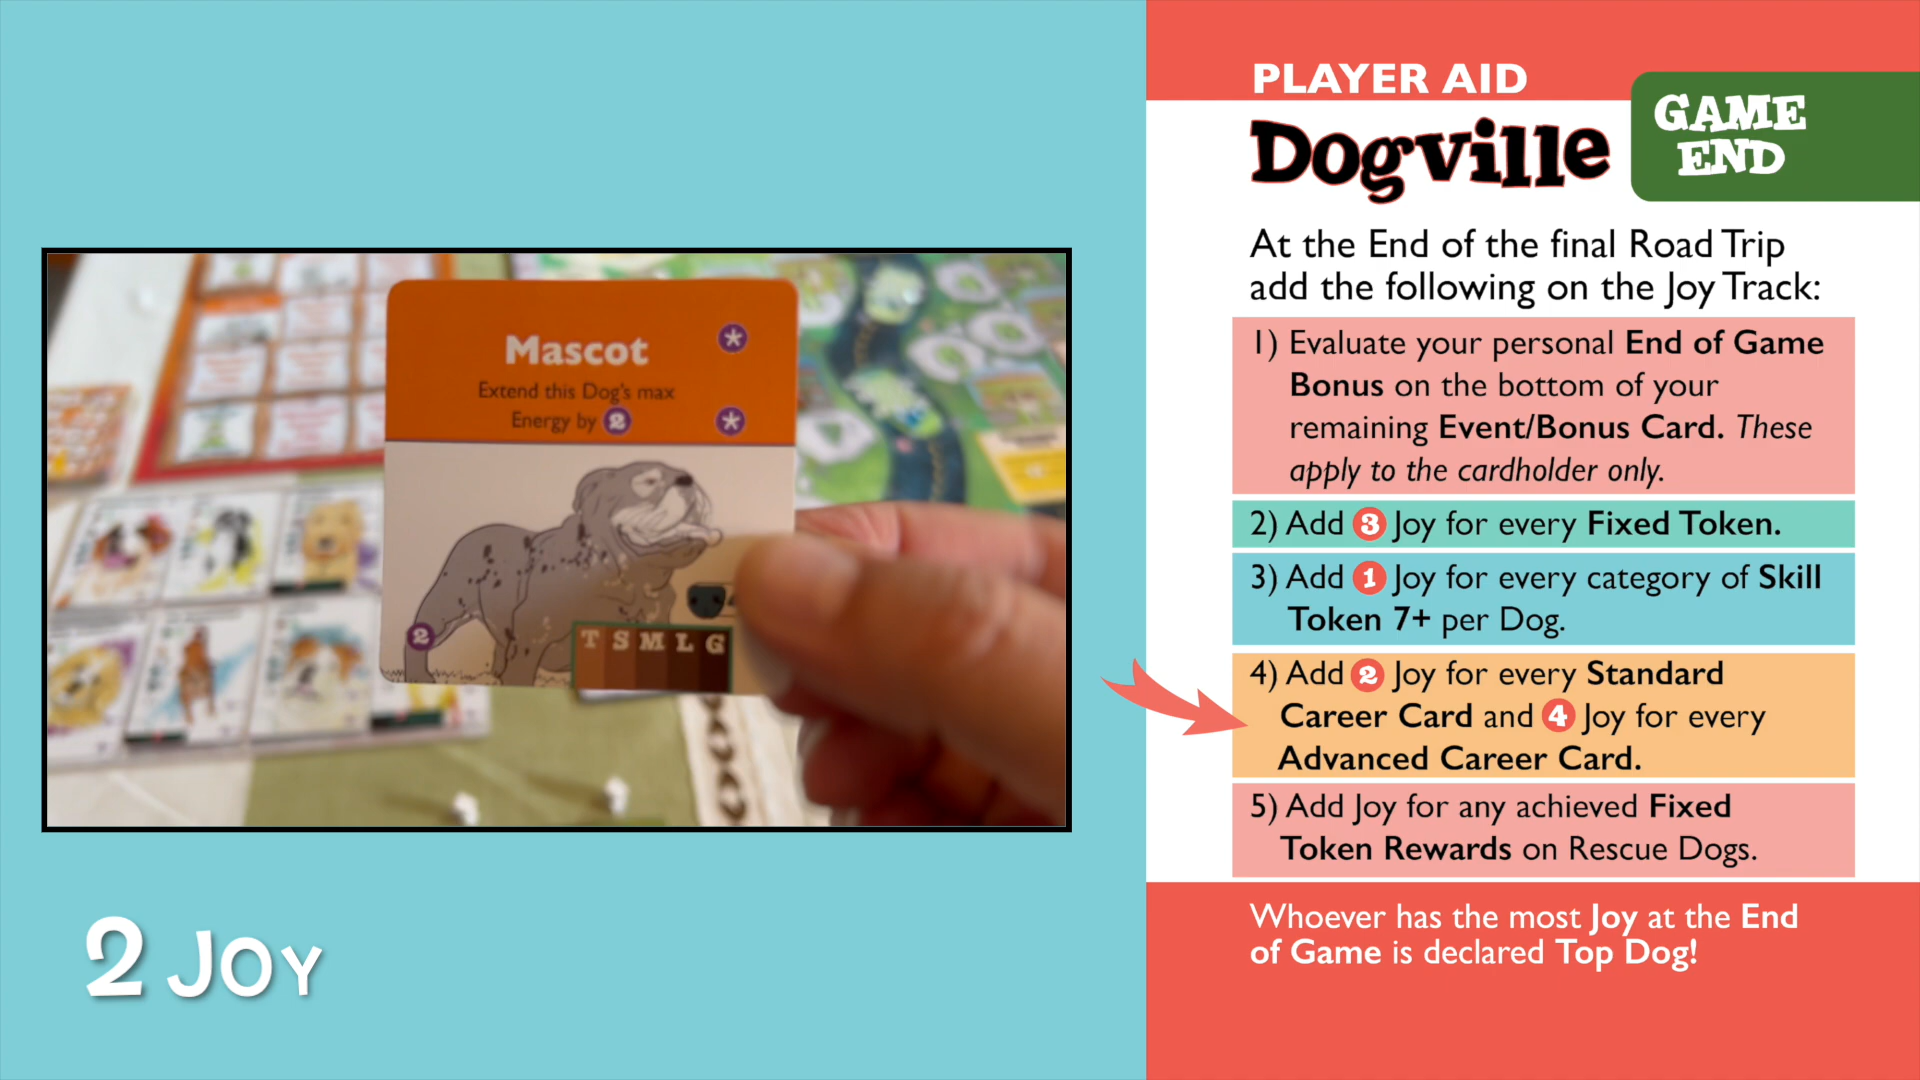 Mascot
Extend this Dog's max
Energy by 2
2
T S M L G
2 JOY
PLAYER AID
Dogville
GAME
END
At the End of the final Road Trip
add the following on the Joy Track:
1) Evaluate your personal End of Game
Bonus on the bottom of your
remaining Event/Bonus Card. These
apply to the cardholder only.
2) Add 3 Joy for every Fixed Token.
3) Add 1 Joy for every category of Skill
Token 7+ per Dog.
4) Add 2 Joy for every Standard
Career Card and 4 Joy for every
Advanced Career Card.
5) Add Joy for any achieved Fixed
Token Rewards on Rescue Dogs.
Whoever has the most Joy at the End
of Game is declared Top Dog!